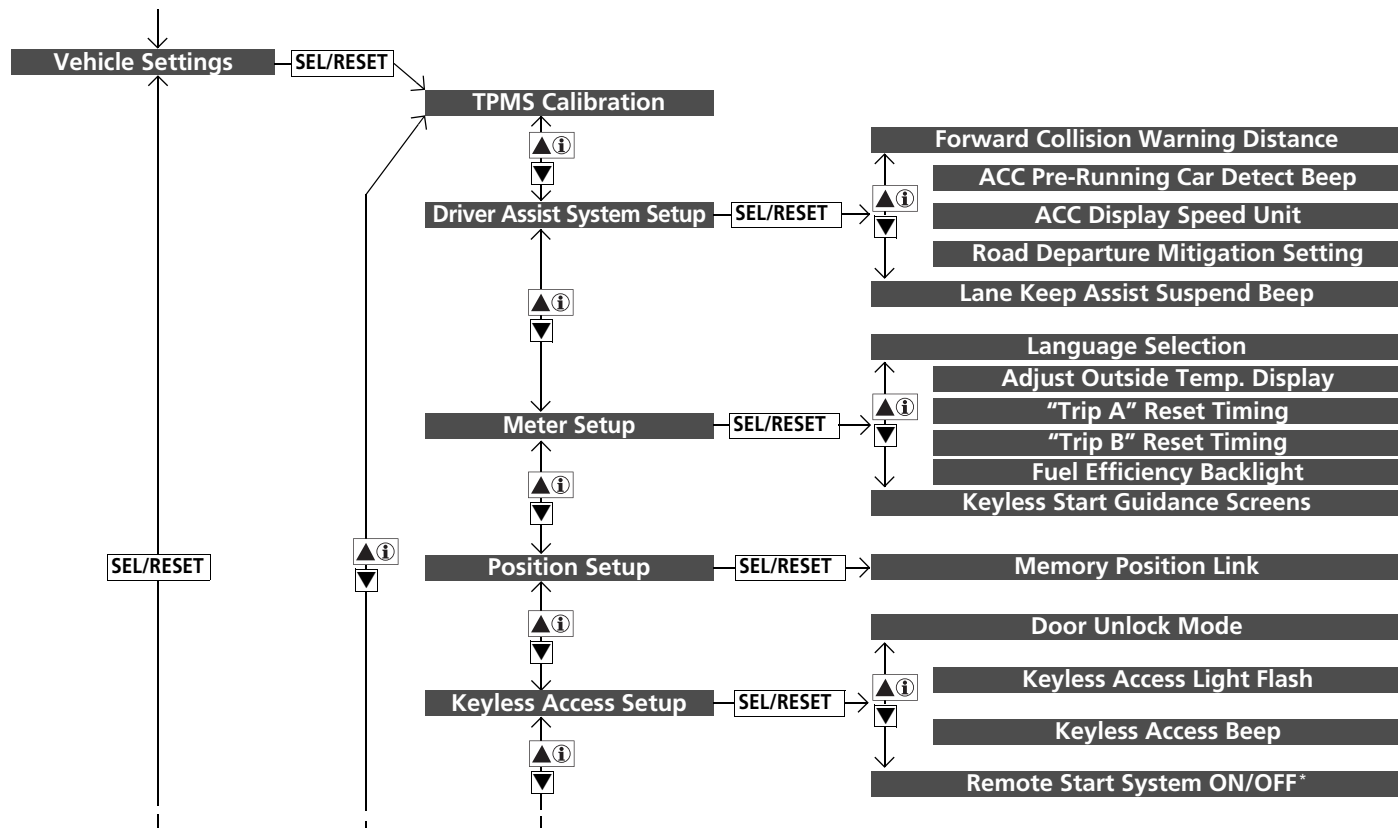 Vehicle Settings
SEL/RESET
TPMS Calibration
Driver Assist System Setup
SEL/RESET
Forward Collision Warning Distance
ACC Pre-Running Car Detect Beep
ACC Display Speed Unit
Road Departure Mitigation Setting
Lane Keep Assist Suspend Beep
Meter Setup
SEL/RESET
Language Selection
Adjust Outside Temp. Display
“Trip A” Reset Timing
“Trip B” Reset Timing
Fuel Efficiency Backlight
Keyless Start Guidance Screens
SEL/RESET
Position Setup
SEL/RESET
Memory Position Link
Keyless Access Setup
SEL/RESET
Door Unlock Mode
Keyless Access Light Flash
Keyless Access Beep
Remote Start System ON/OFF*